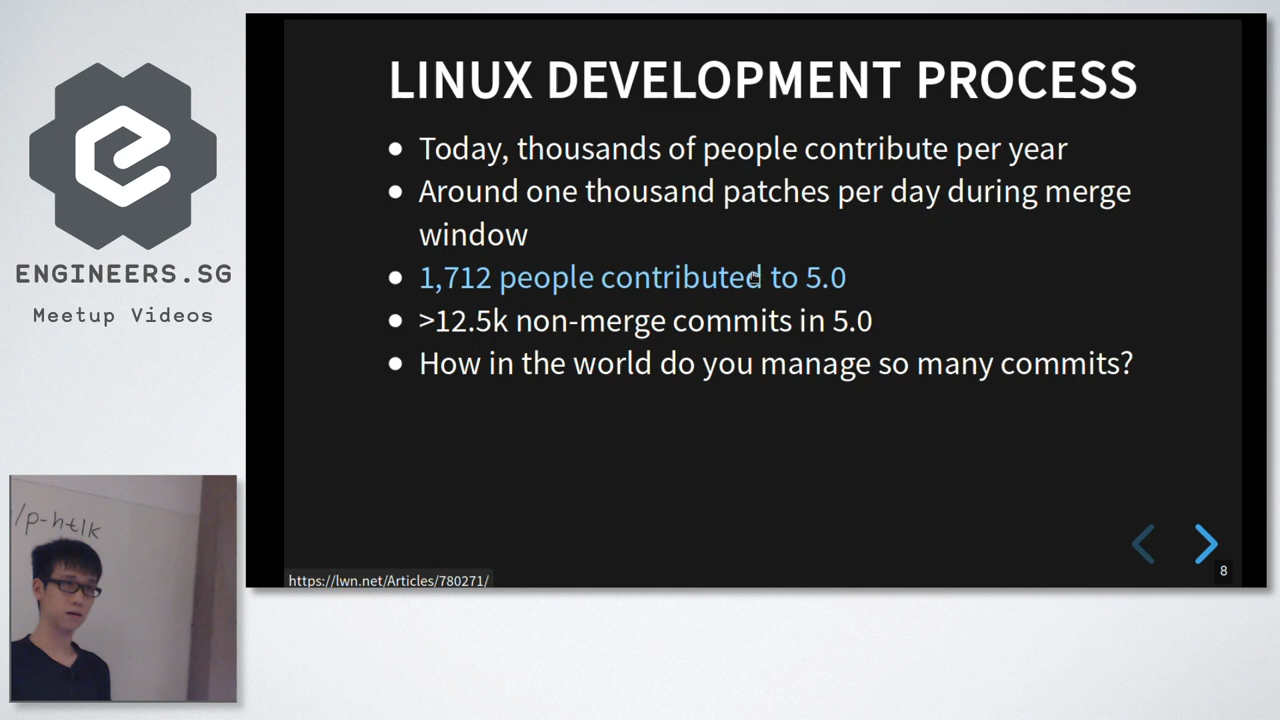 LINUX DEVELOPMENT PROCESS
Today, thousands of people contribute per year
Around one thousand patches per day during merge
window
1,712 people contributed to 5.0
>12.5k non-merge commits in 5.0
How in the world do you manage so many commits?
8
https://lwn.net/Articles/780271/
ENGINEERS.SG
Meetup Videos
/p-htlk